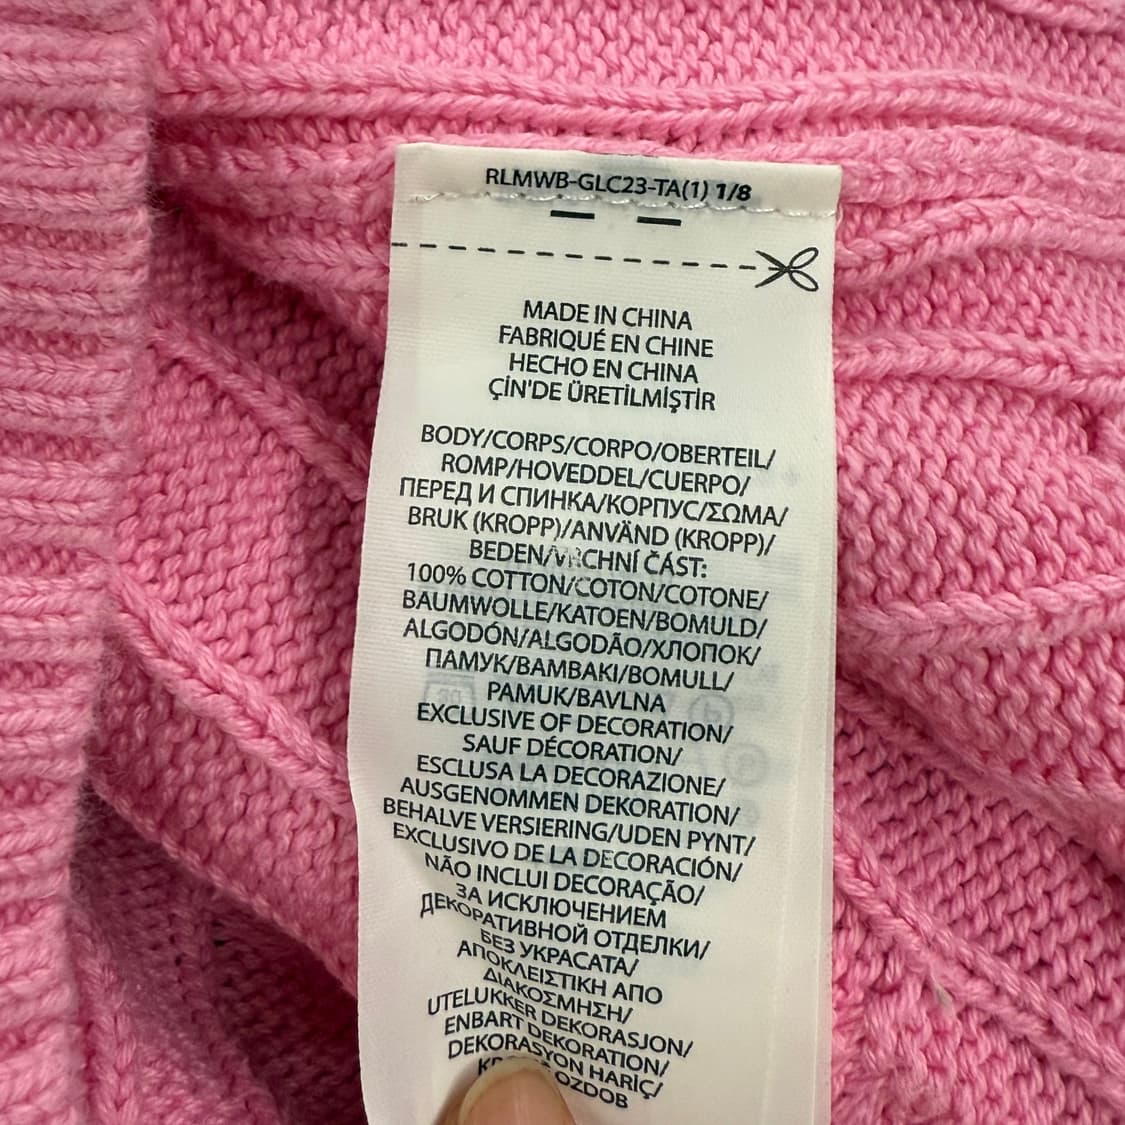 RLMWB-GLC23-TA(1) 1/8
MADE IN CHINA
FABRIQUÉ EN CHINE
HECHO EN CHINA
ÇİN'DE ÜRETİLMİŞTİR
BODY/CORPS/CORPO/OBERTEIL/
ROMP/HOVEDDEL/CUERPO/
ПЕРЕД И СПИНКА/КОРПУС/ΣΩΜΑ/
BRUK (KROPP)/ANVÄND (KROPP)/
BEDEN/VRCHNÍ ČÁST:
100% COTTON/COTON/COTONE/
BAUMWOLLE/KATOEN/BOMULD/
ALGODÓN/ALGODÃO/ХЛОПОК/
ПАМУК/ΒΑΜΒΑΚΙ/BOMULL/
PAMUK/BAVLNA
EXCLUSIVE OF DECORATION/
SAUF DÉCORATION/
ESCLUSA LA DECORAZIONE/
AUSGENOMMEN DEKORATION/
BEHALVE VERSIERING/UDEN PYNT/
EXCLUSIVO DE LA DECORACIÓN/
NÃO INCLUI DECORAÇÃO/
ЗА ИСКЛЮЧЕНИЕМ
ДЕКОРАТИВНОЙ ОТДЕЛКИ/
БЕЗ УКРАСАТА/
ΑΠΟΚΛΕΙΣΤΙΚΗ ΑΠΟ
ΔΙΑΚΟΣΜΗΣΗ/
UTELUKKER DEKORASJON/
ENBART DEKORATION/
DEKORASYON HARİÇ/
OZDOB